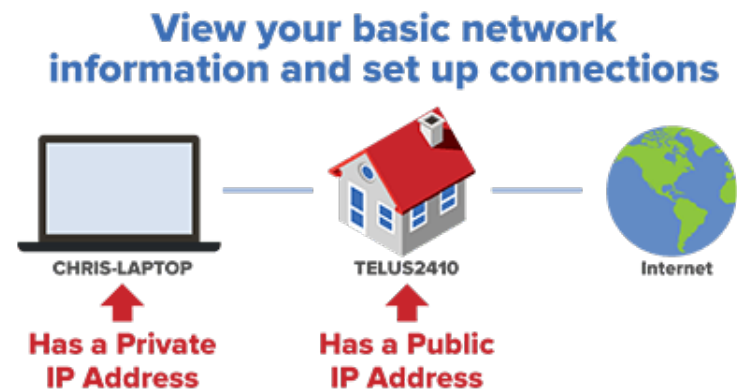 View your basic network
information and set up connections
CHRIS-LAPTOP
TELUS2410
Internet
Has a Private
IP Address
Has a Public
IP Address